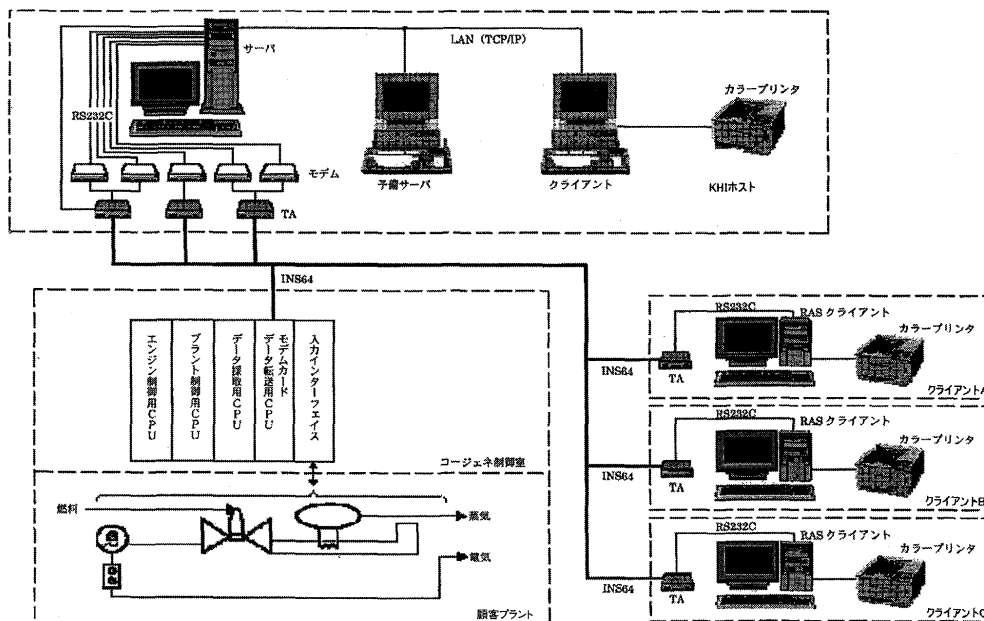 サーバ
LAN (TCP/IP)
カラープリンタ
RS232C
モデム
予備サーバ
クライアント
KHIホスト
TA
INS64
エンジン制御用CPU
プラント制御用CPU
データ採取用CPU
モデムカード
データ転送用CPU
入力インターフェイス
コージェネ制御室
燃料
蒸気
電気
顧客プラント
RS232C
RASクライアント
カラープリンタ
INS64
TA
クライアントA
RS232C
RASクライアント
カラープリンタ
INS64
TA
クライアントB
RS232C
RASクライアント
カラープリンタ
INS64
TA
クライアントC